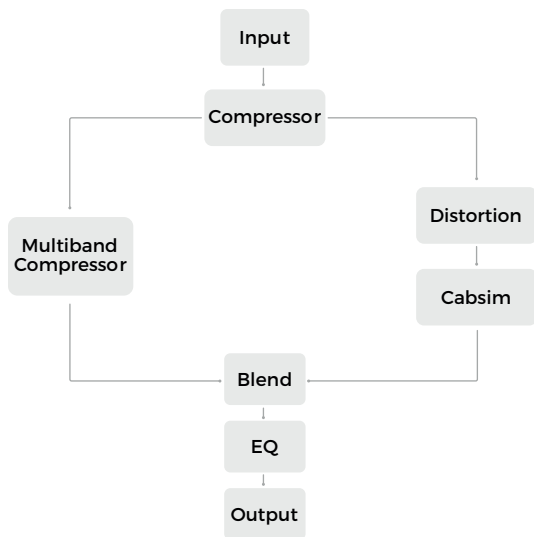 Input
Compressor
Distortion
Multiband
Compressor
Cabsim
Blend
EQ
Output